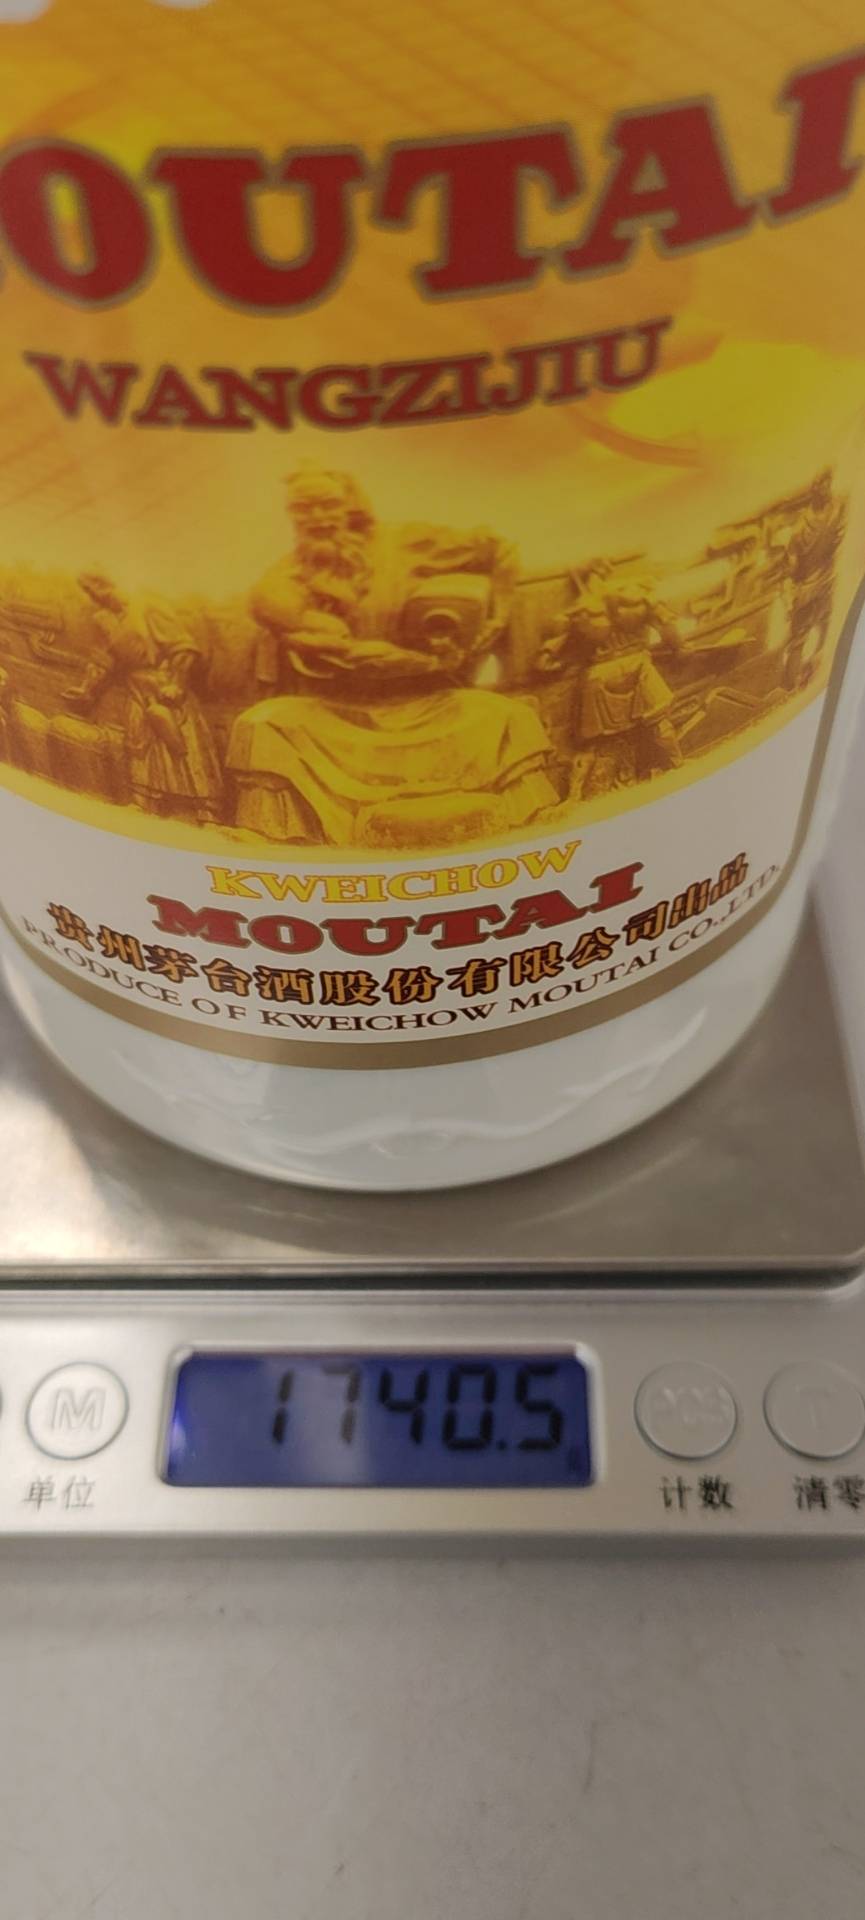 OUTAI
WANGZIJIU
KWEICHOW
MOUTAI
贵州茅台酒股份有限公司出品
PRODUCE OF KWEICHOW MOUTAI CO.,LTD.
1740.5
M
T
单位
计数
清零